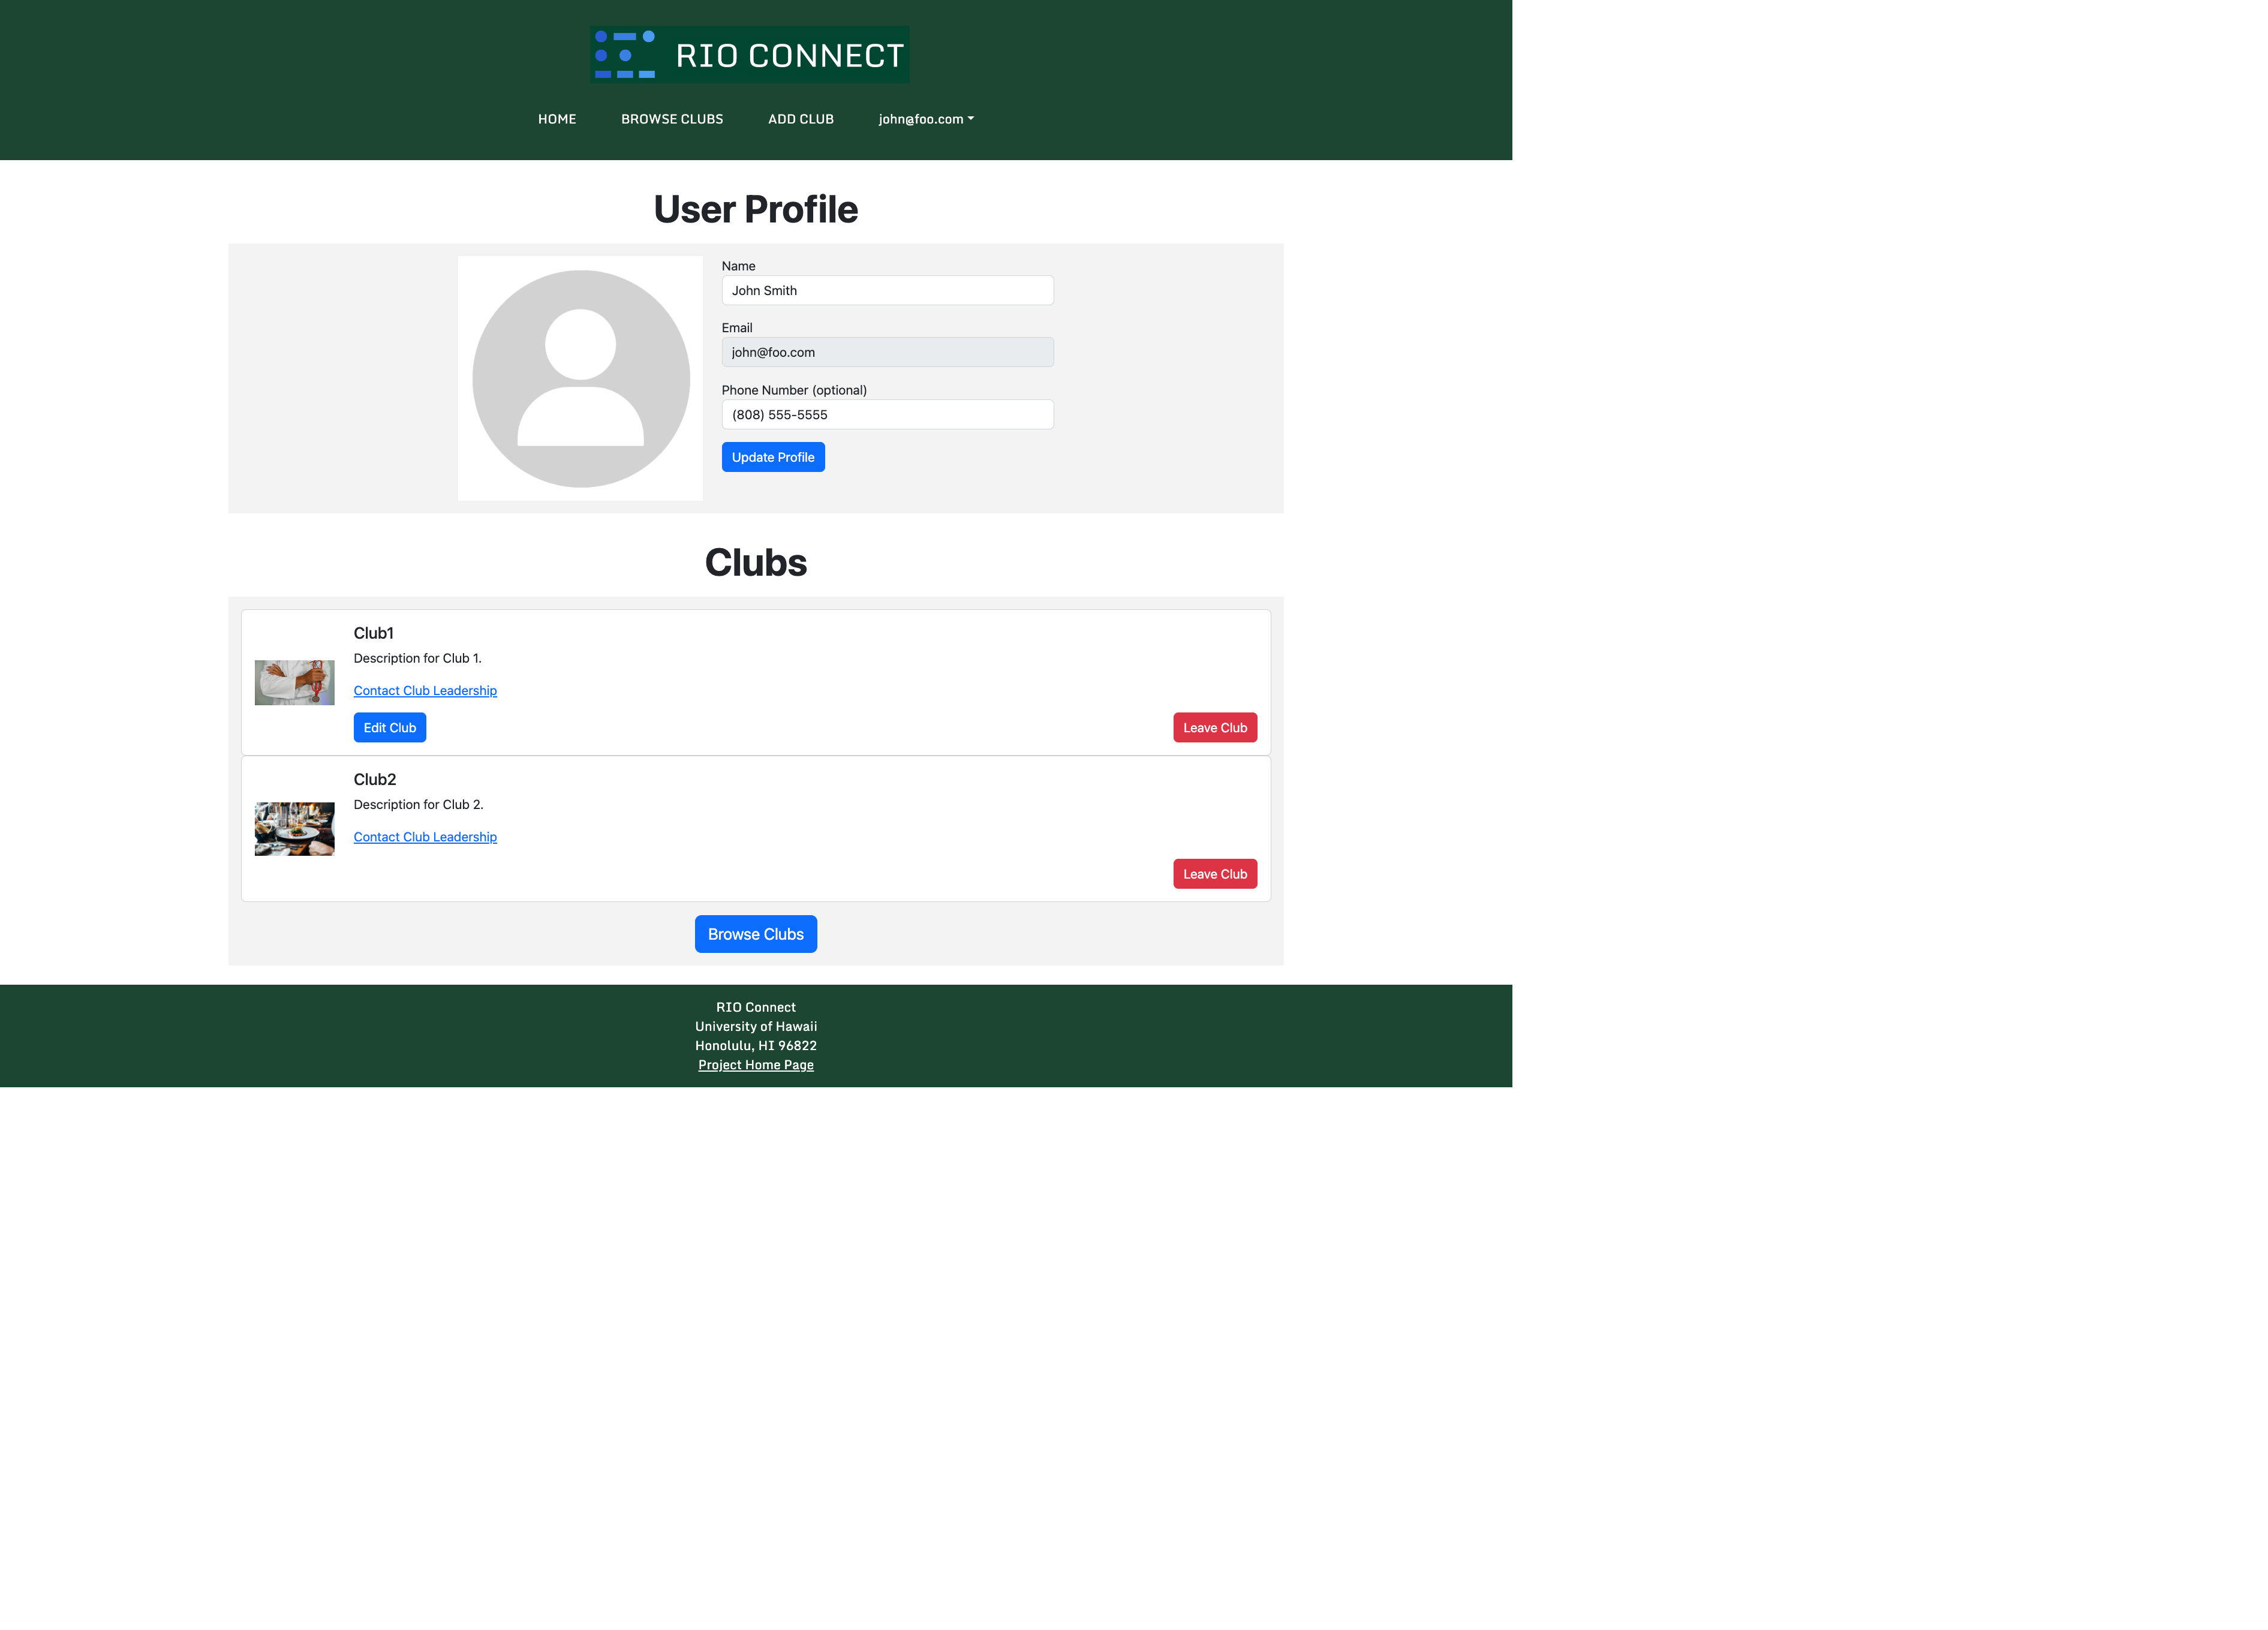 RIO CONNECT
HOME BROWSE CLUBS ADD CLUB john@foo.com
User Profile
Name
John Smith
Email
john@foo.com
Phone Number (optional)
(808) 555-5555
Update Profile
Clubs
Club1
Description for Club 1.
Contact Club Leadership
Edit Club Leave Club
Club2
Description for Club 2.
Contact Club Leadership
Leave Club
Browse Clubs
RIO Connect
University of Hawaii
Honolulu, HI 96822
Project Home Page